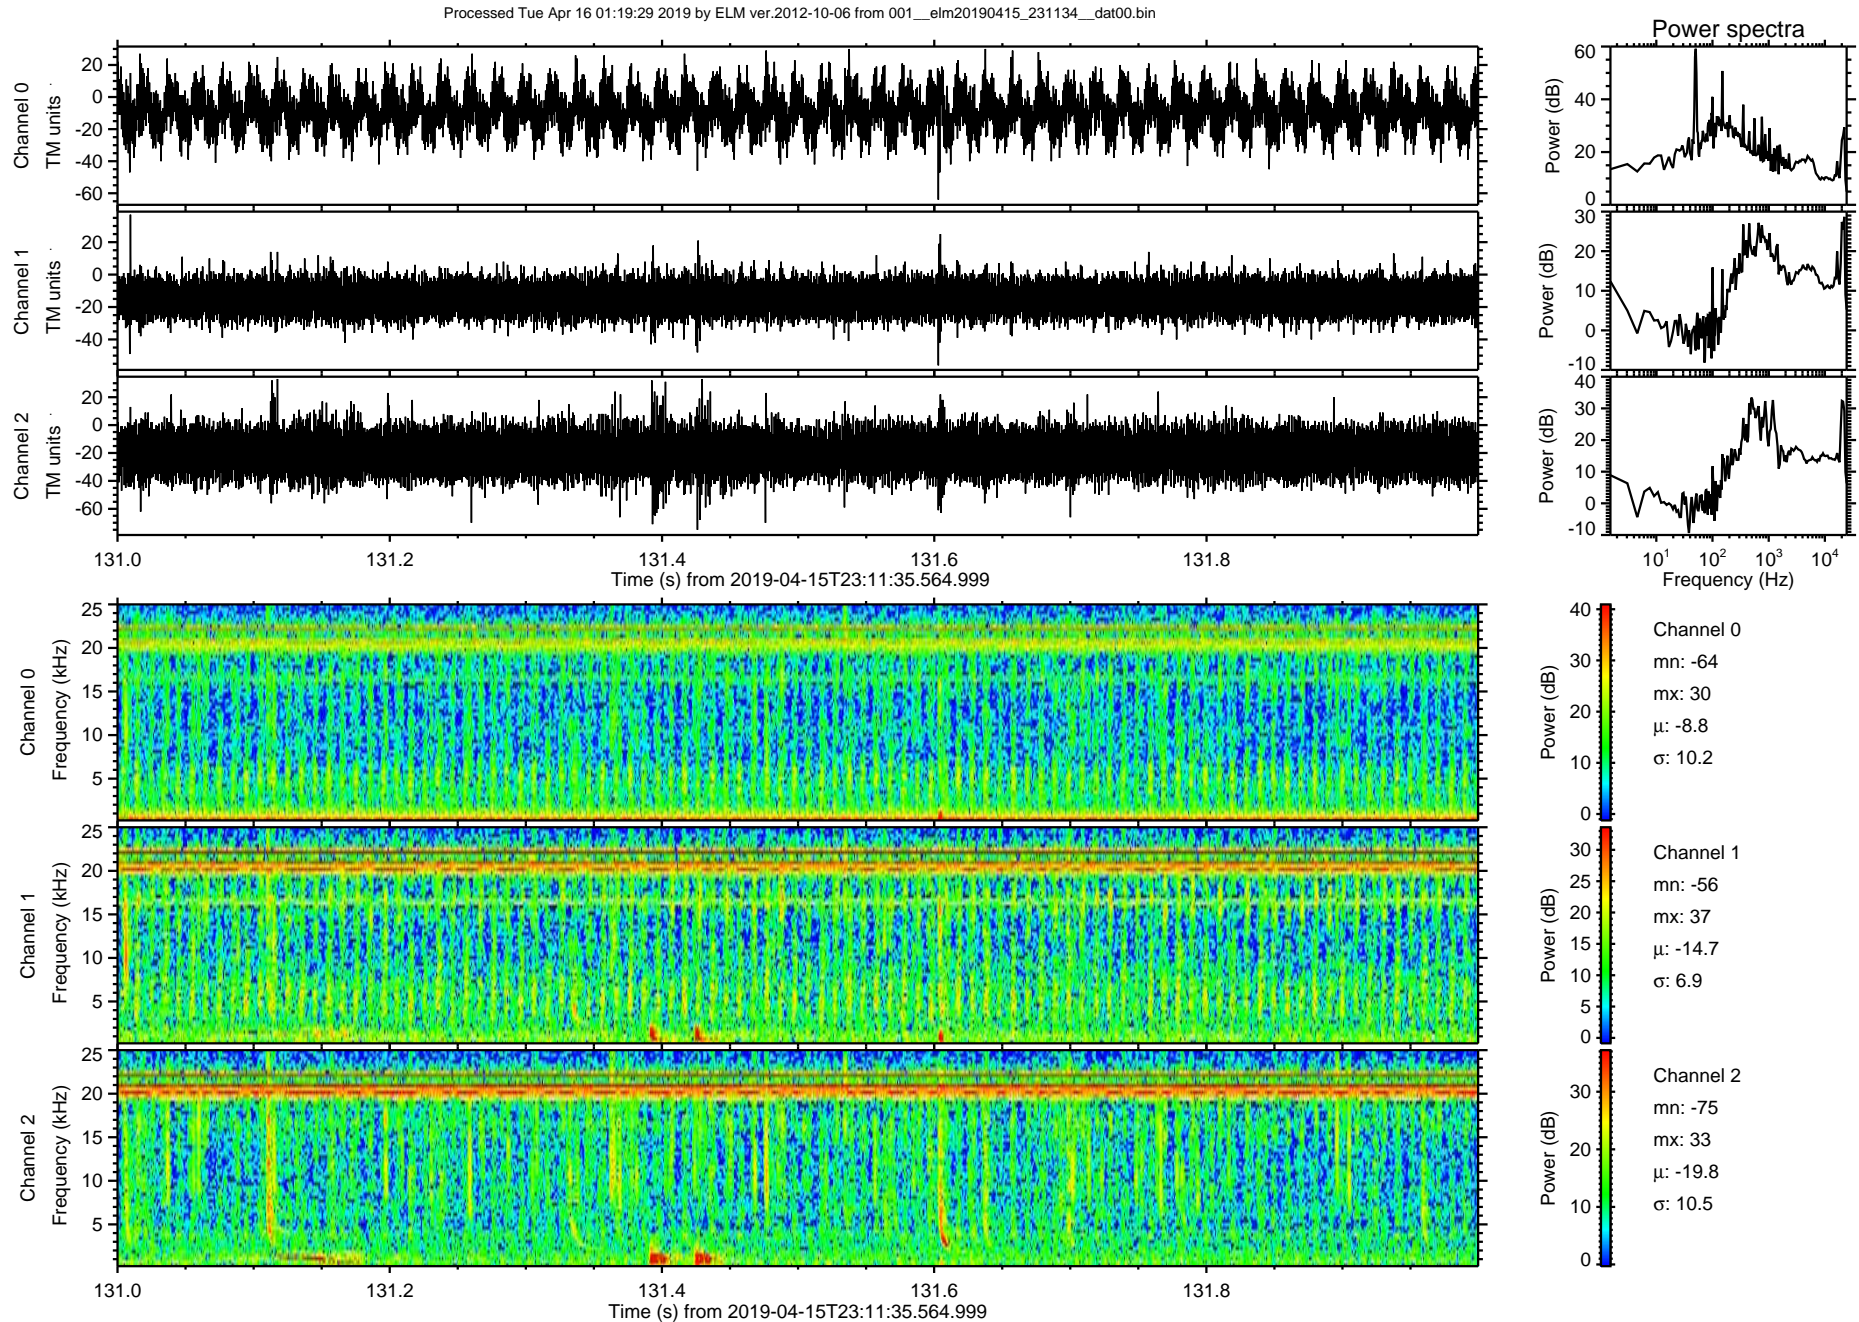 Processed Tue Apr 16 01:19:29 2019 by ELM ver.2012-10-06 from 001__elm20190415_231134__dat00.bin
Power spectra
Channel 0
TM units
20
0
-20
-40
-60
Power (dB)
60
40
20
0
Channel 1
TM units
20
0
-20
-40
Power (dB)
30
20
10
0
-10
Channel 2
TM units
20
0
-20
-40
-60
Power (dB)
40
30
20
10
0
-10
131.0 131.2 131.4 131.6 131.8
Time (s) from 2019-04-15T23:11:35.564.999
10¹ 10² 10³ 10⁴
Frequency (Hz)
Channel 0
Frequency (kHz)
25
20
15
10
5
Power (dB)
40
30
20
10
0
Channel 0
mn: -64
mx: 30
μ: -8.8
σ: 10.2
Channel 1
Frequency (kHz)
25
20
15
10
5
Power (dB)
30
25
20
15
10
5
0
Channel 1
mn: -56
mx: 37
μ: -14.7
σ: 6.9
Channel 2
Frequency (kHz)
25
20
15
10
5
Power (dB)
30
20
10
0
Channel 2
mn: -75
mx: 33
μ: -19.8
σ: 10.5
131.0 131.2 131.4 131.6 131.8
Time (s) from 2019-04-15T23:11:35.564.999